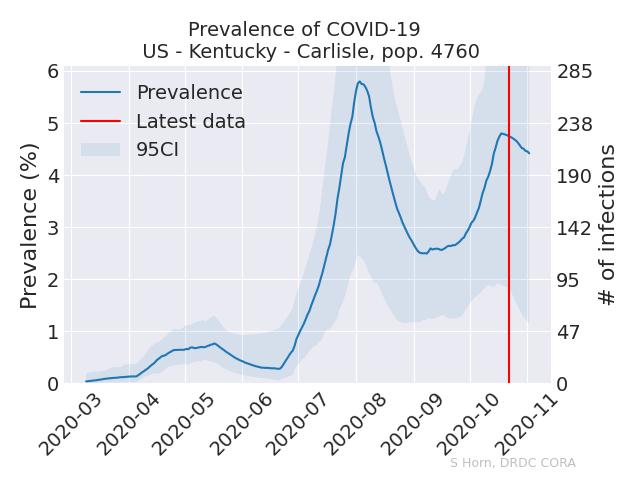 Prevalence of COVID-19
US - Kentucky - Carlisle, pop. 4760
Prevalence
Latest data
95CI
Prevalence (%)
6
5
4
3
2
1
0
285
238
190
142
95
47
0
# of infections
2020-03
2020-04
2020-05
2020-06
2020-07
2020-08
2020-09
2020-10
2020-11
S Horn, DRDC CORA